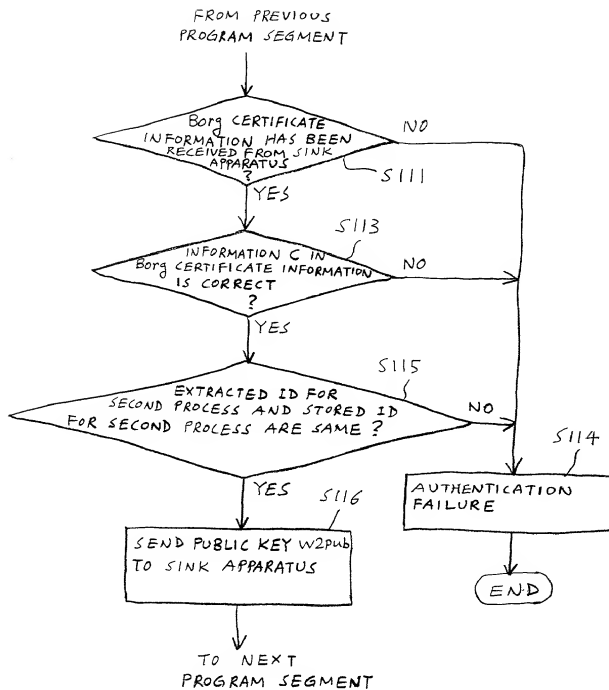 FROM PREVIOUS
PROGRAM SEGMENT
Borg CERTIFICATE
INFORMATION HAS BEEN
RECEIVED FROM SINK
APPARATUS
?
NO
S111
YES
S113
INFORMATION C IN
Borg CERTIFICATE INFORMATION
IS CORRECT
?
NO
YES
S115
EXTRACTED ID FOR
SECOND PROCESS AND STORED ID
FOR SECOND PROCESS ARE SAME ?
NO
YES
S114
AUTHENTICATION
FAILURE
END
S116
SEND PUBLIC KEY W2pub
TO SINK APPARATUS
TO NEXT
PROGRAM SEGMENT